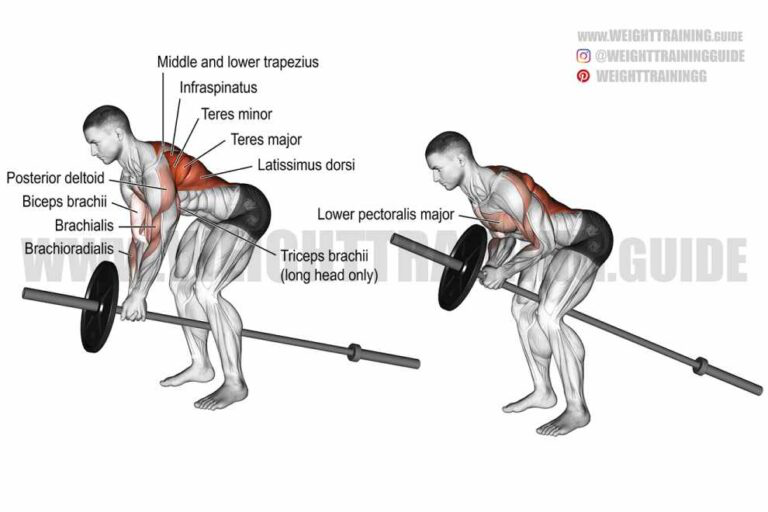 www.WEIGHTTRAINING.GUIDE
@WEIGHTTRAININGGUIDE
WEIGHTTRAININGG
Middle and lower trapezius
Infraspinatus
Teres minor
Teres major
Latissimus dorsi
Posterior deltoid
Biceps brachii
Brachialis
Brachioradialis
Triceps brachii
(long head only)
Lower pectoralis major
WWW.WEIGHTTRAINING.GUIDE